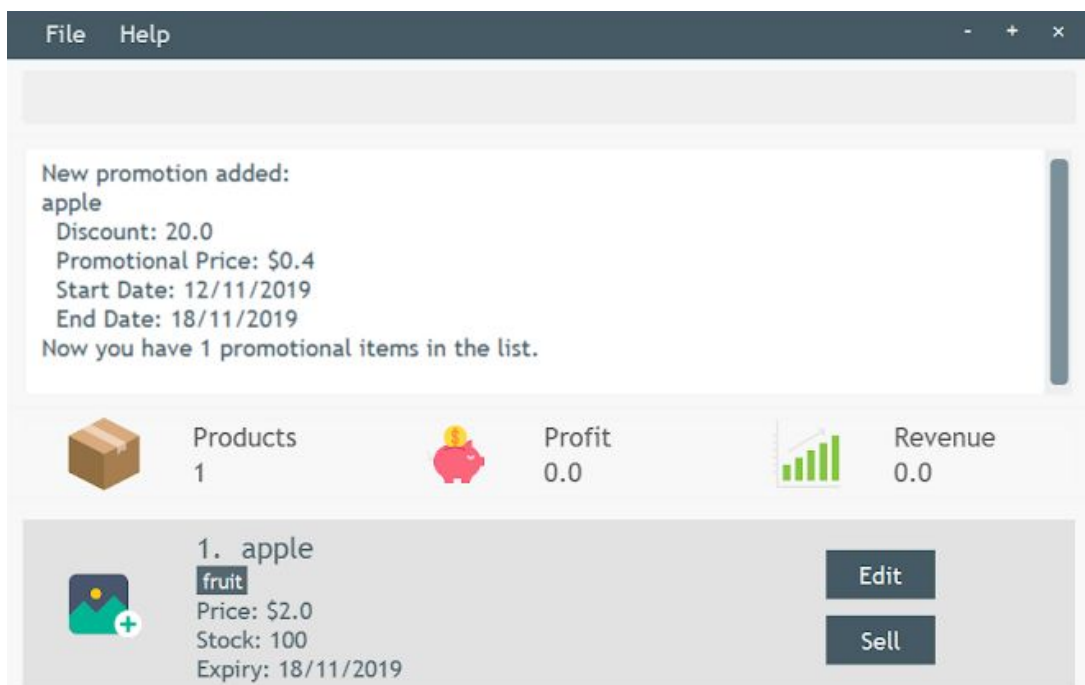 File Help - + ×
New promotion added:
apple
Discount: 20.0
Promotional Price: $0.4
Start Date: 12/11/2019
End Date: 18/11/2019
Now you have 1 promotional items in the list.
Products
1
Profit
0.0
$
Revenue
0.0
1. apple
fruit
Price: $2.0
Stock: 100
Expiry: 18/11/2019
Edit
Sell